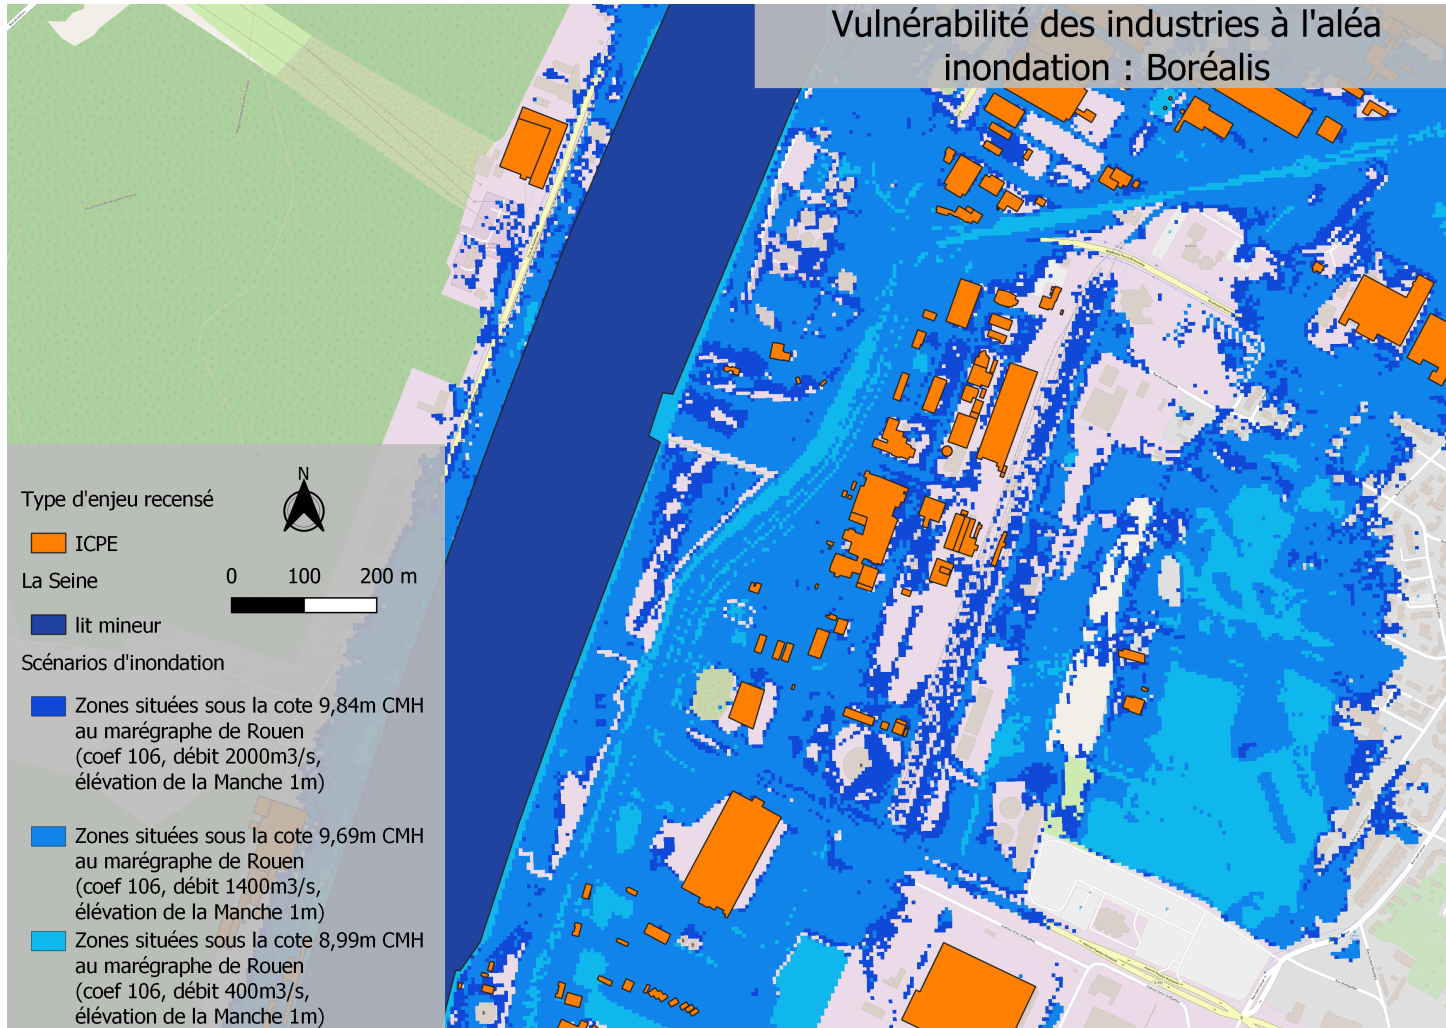 Vulnérabilité des industries à l'aléa
inondation : Boréalis
Type d'enjeu recensé
N
ICPE
La Seine
0 100 200 m
lit mineur
Scénarios d'inondation
Zones situées sous la cote 9,84m CMH
au marégraphe de Rouen
(coef 106, débit 2000m3/s,
élévation de la Manche 1m)
Zones situées sous la cote 9,69m CMH
au marégraphe de Rouen
(coef 106, débit 1400m3/s,
élévation de la Manche 1m)
Zones situées sous la cote 8,99m CMH
au marégraphe de Rouen
(coef 106, débit 400m3/s,
élévation de la Manche 1m)